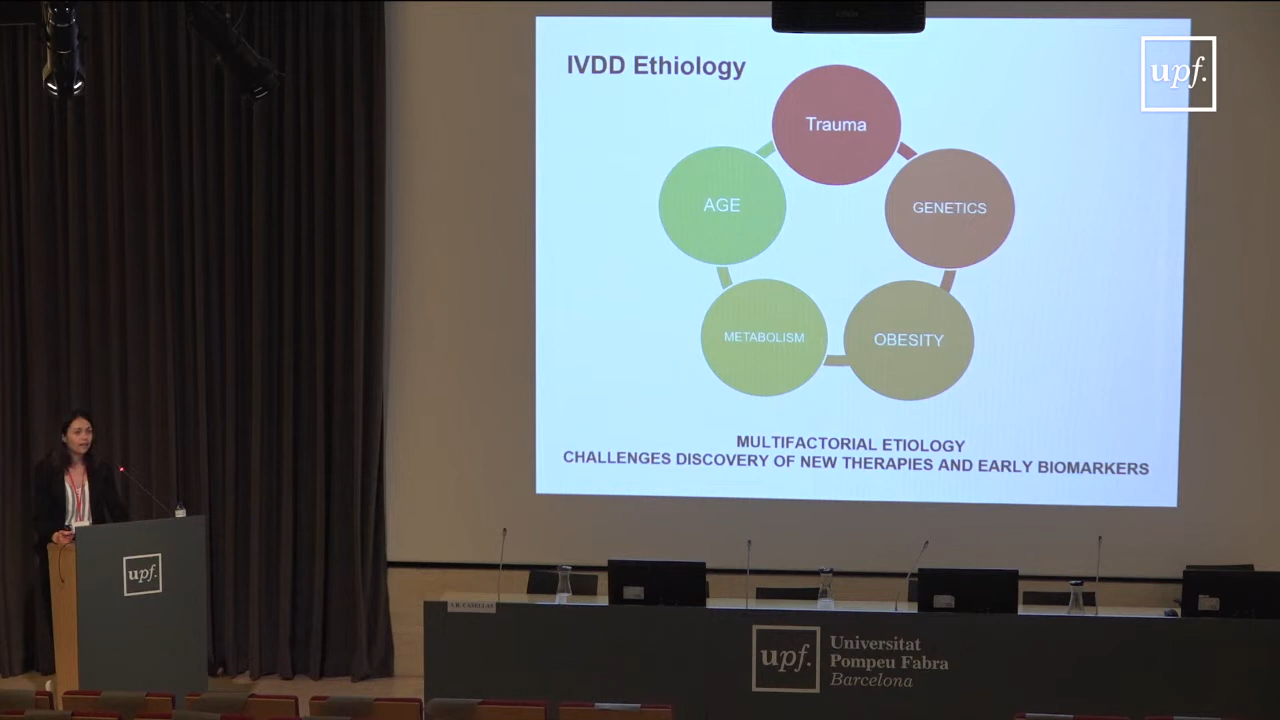 IVDD Ethiology
upf.
Trauma
AGE
GENETICS
METABOLISM
OBESITY
MULTIFACTORIAL ETIOLOGY
CHALLENGES DISCOVERY OF NEW THERAPIES AND EARLY BIOMARKERS
upf.
J. R. CASELLAS
upf.
Universitat
Pompeu Fabra
Barcelona